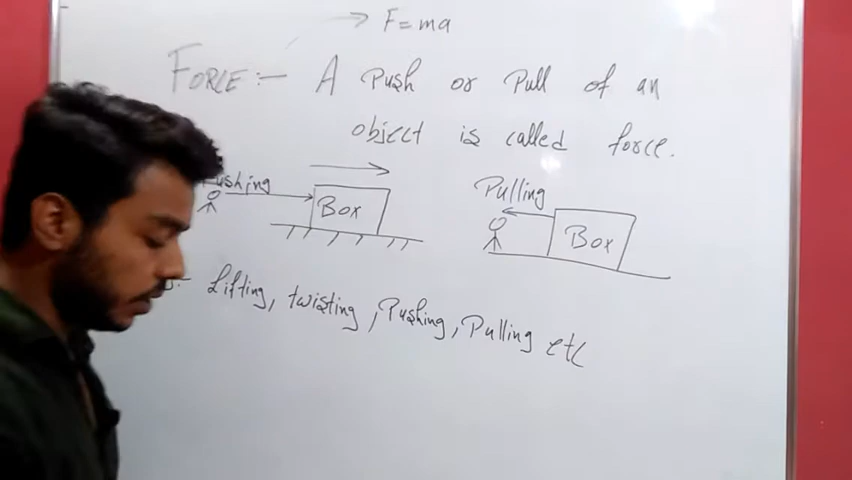 F = ma
FORCE :- A Push or Pull of an
object is called force.
Pushing
Box
Pulling
Box
Lifting, twisting, Pushing, Pulling etc